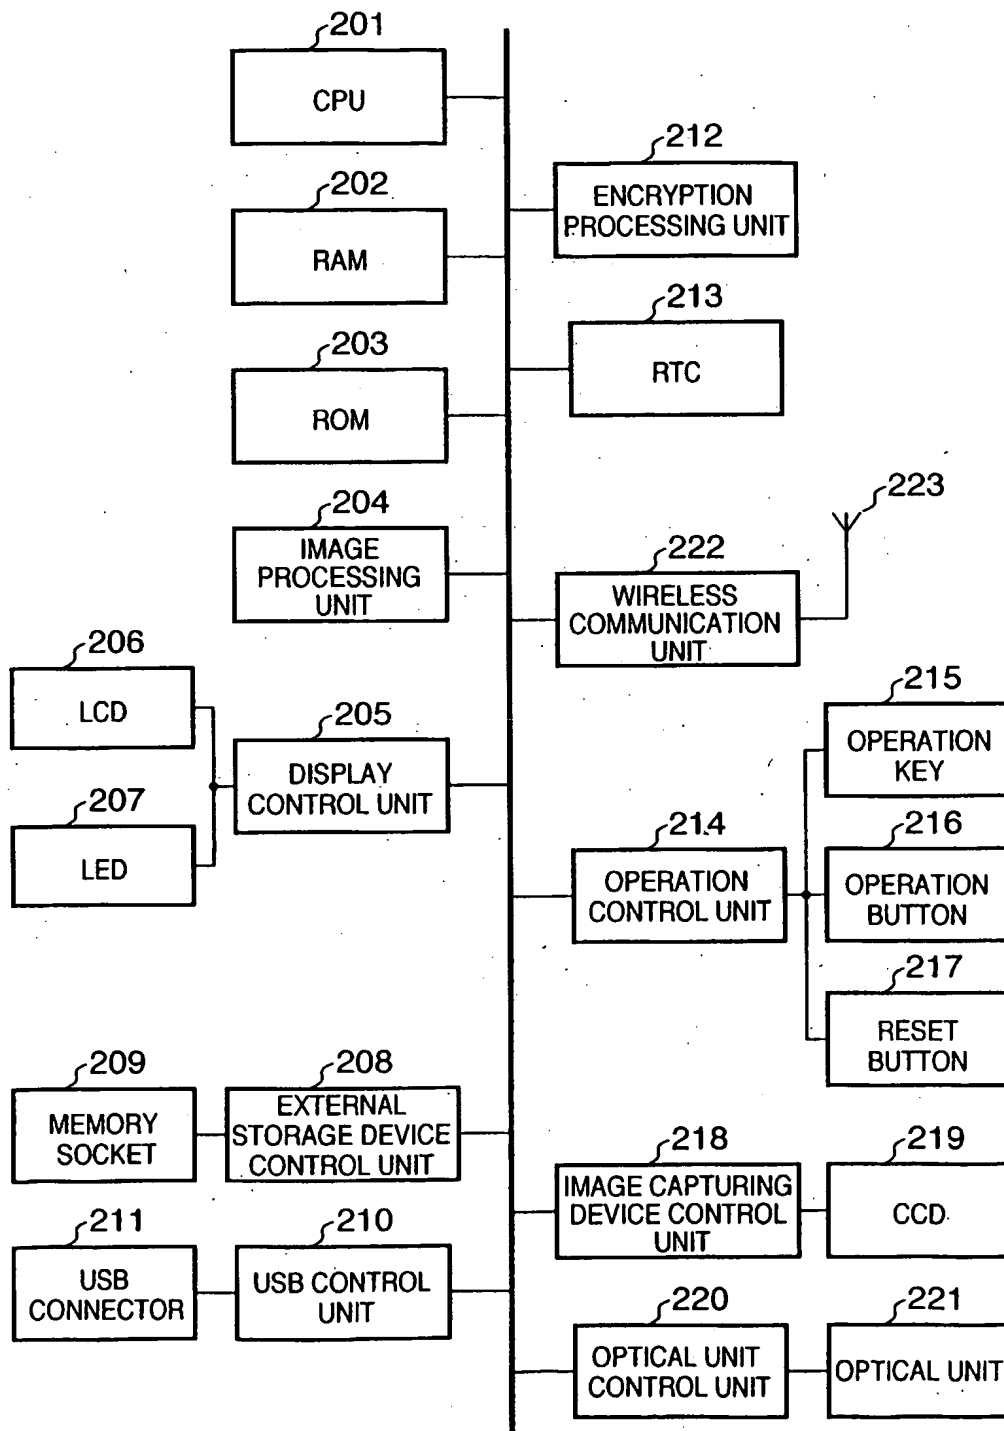 201
CPU
212
ENCRYPTION
PROCESSING UNIT
202
RAM
213
RTC
203
ROM
223
204
IMAGE
PROCESSING
UNIT
222
WIRELESS
COMMUNICATION
UNIT
206
LCD
215
OPERATION
KEY
205
DISPLAY
CONTROL UNIT
207
LED
214
OPERATION
CONTROL UNIT
216
OPERATION
BUTTON
217
RESET
BUTTON
209
MEMORY
SOCKET
208
EXTERNAL
STORAGE DEVICE
CONTROL UNIT
218
IMAGE CAPTURING
DEVICE CONTROL
UNIT
219
CCD
211
USB
CONNECTOR
210
USB CONTROL
UNIT
220
OPTICAL UNIT
CONTROL UNIT
221
OPTICAL UNIT